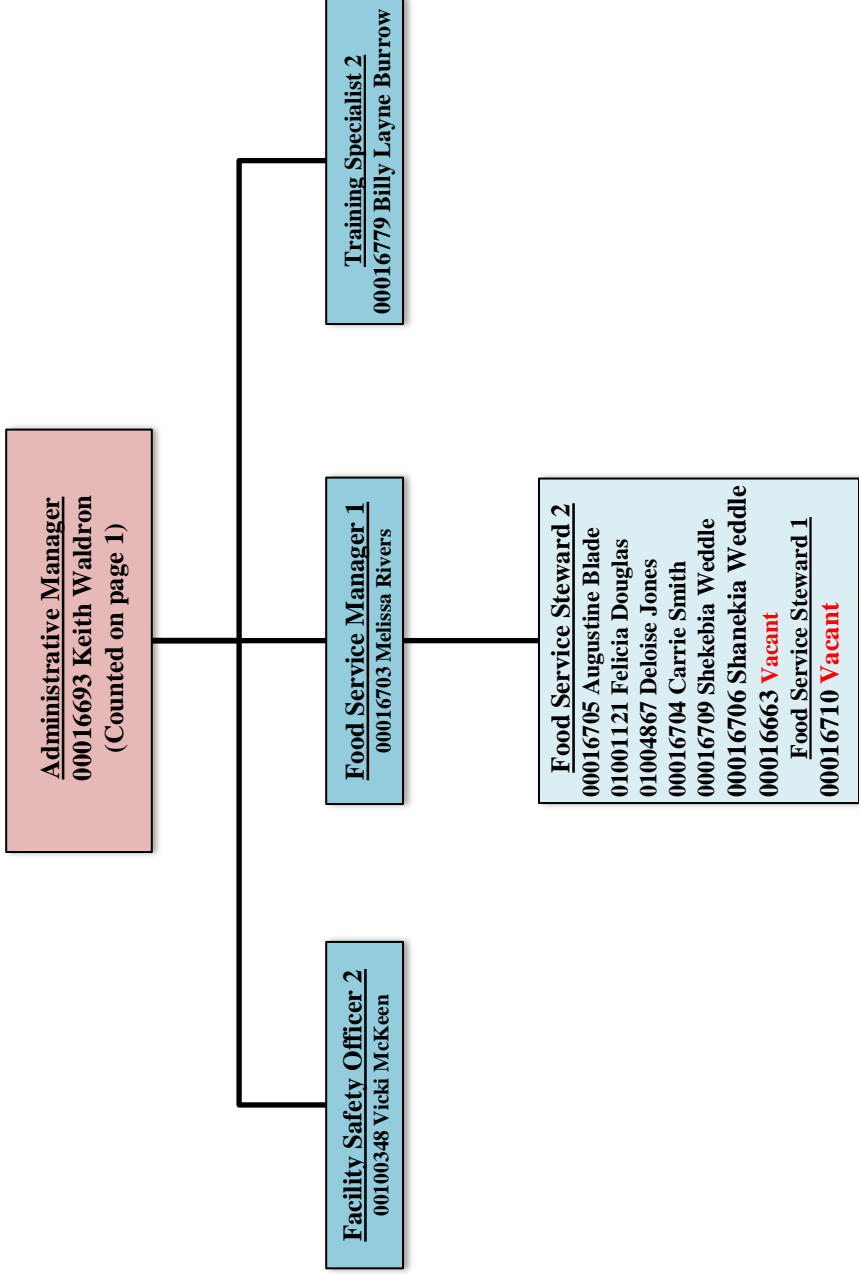 Administrative Manager
00016693 Keith Waldron
(Counted on page 1)
Facility Safety Officer 2
00100348 Vicki McKeen
Food Service Manager 1
00016703 Melissa Rivers
Training Specialist 2
00016779 Billy Layne Burrow
Food Service Steward 2
00016705 Augustine Blade
01001121 Felicia Douglas
01004867 Deloise Jones
00016704 Carrie Smith
00016709 Shekebia Weddle
00016706 Shanekia Weddle
00016663 Vacant
Food Service Steward 1
00016710 Vacant